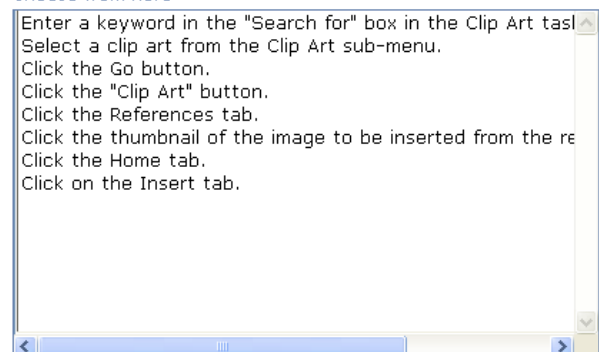 Enter a keyword in the "Search for" box in the Clip Art
Select a clip art from the Clip Art sub-menu.
Click the Go button.
Click the "Clip Art" button.
Click the References tab.
Click the thumbnail of the image to be inserted from the
Click the Home tab.
Click on the Insert tab.